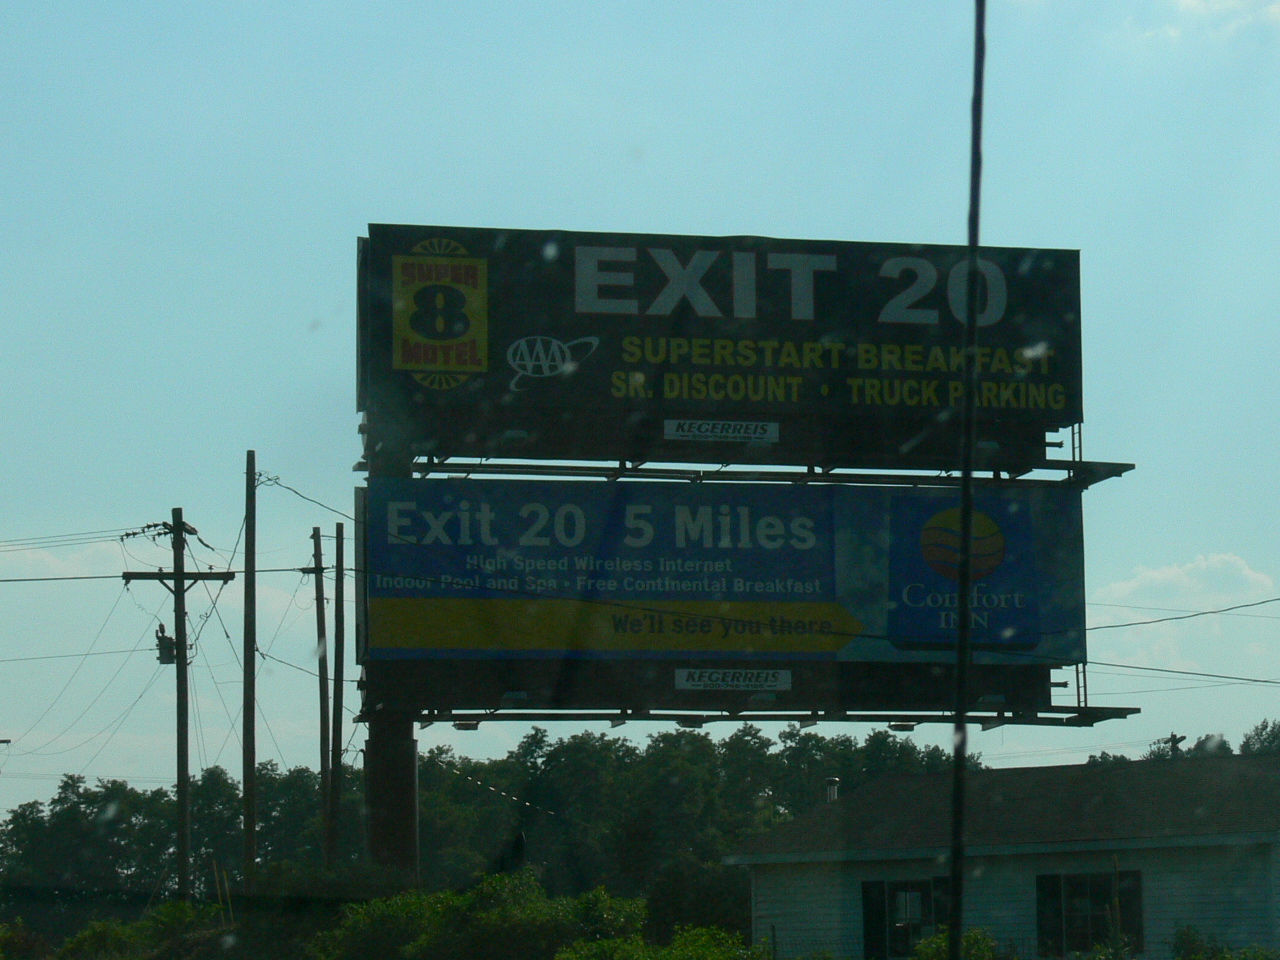 SUPER
8
MOTEL
EXIT 20
AAA
SUPERSTART BREAKFAST
SR. DISCOUNT • TRUCK PARKING
KEGERREIS
Exit 20 5 Miles
High Speed Wireless Internet
Indoor Pool and Spa • Free Continental Breakfast
We'll see you there.
Comfort
INN
KEGERREIS